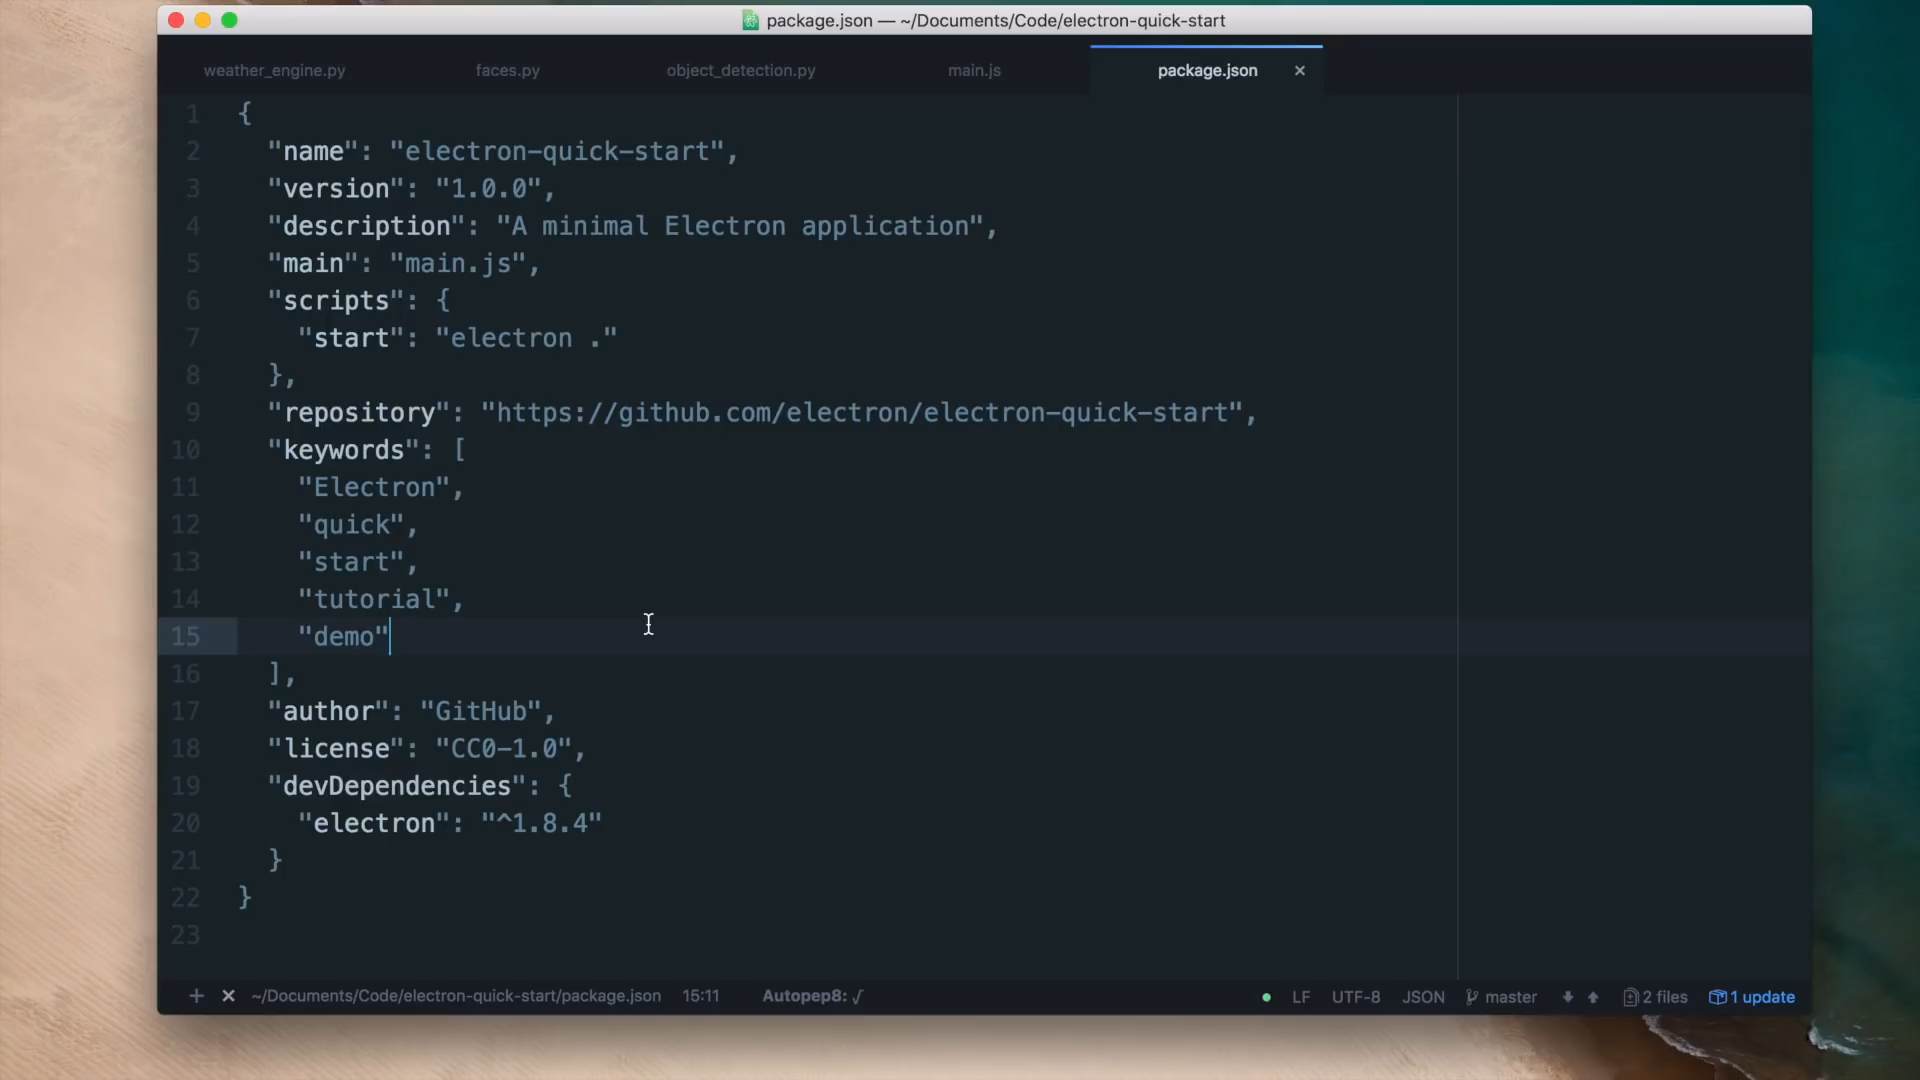 package.json — ~/Documents/Code/electron-quick-start
weather_engine.py faces.py object_detection.py main.js package.json ×
1 {
2 "name": "electron-quick-start",
3 "version": "1.0.0",
4 "description": "A minimal Electron application",
5 "main": "main.js",
6 "scripts": {
7 "start": "electron ."
8 },
9 "repository": "https://github.com/electron/electron-quick-start",
10 "keywords": [
11 "Electron",
12 "quick",
13 "start",
14 "tutorial",
15 "demo"
16 ],
17 "author": "GitHub",
18 "license": "CC0-1.0",
19 "devDependencies": {
20 "electron": "^1.8.4"
21 }
22 }
23
+ × ~/Documents/Code/electron-quick-start/package.json 15:11 Autopep8: √ LF UTF-8 JSON master 2 files 1 update